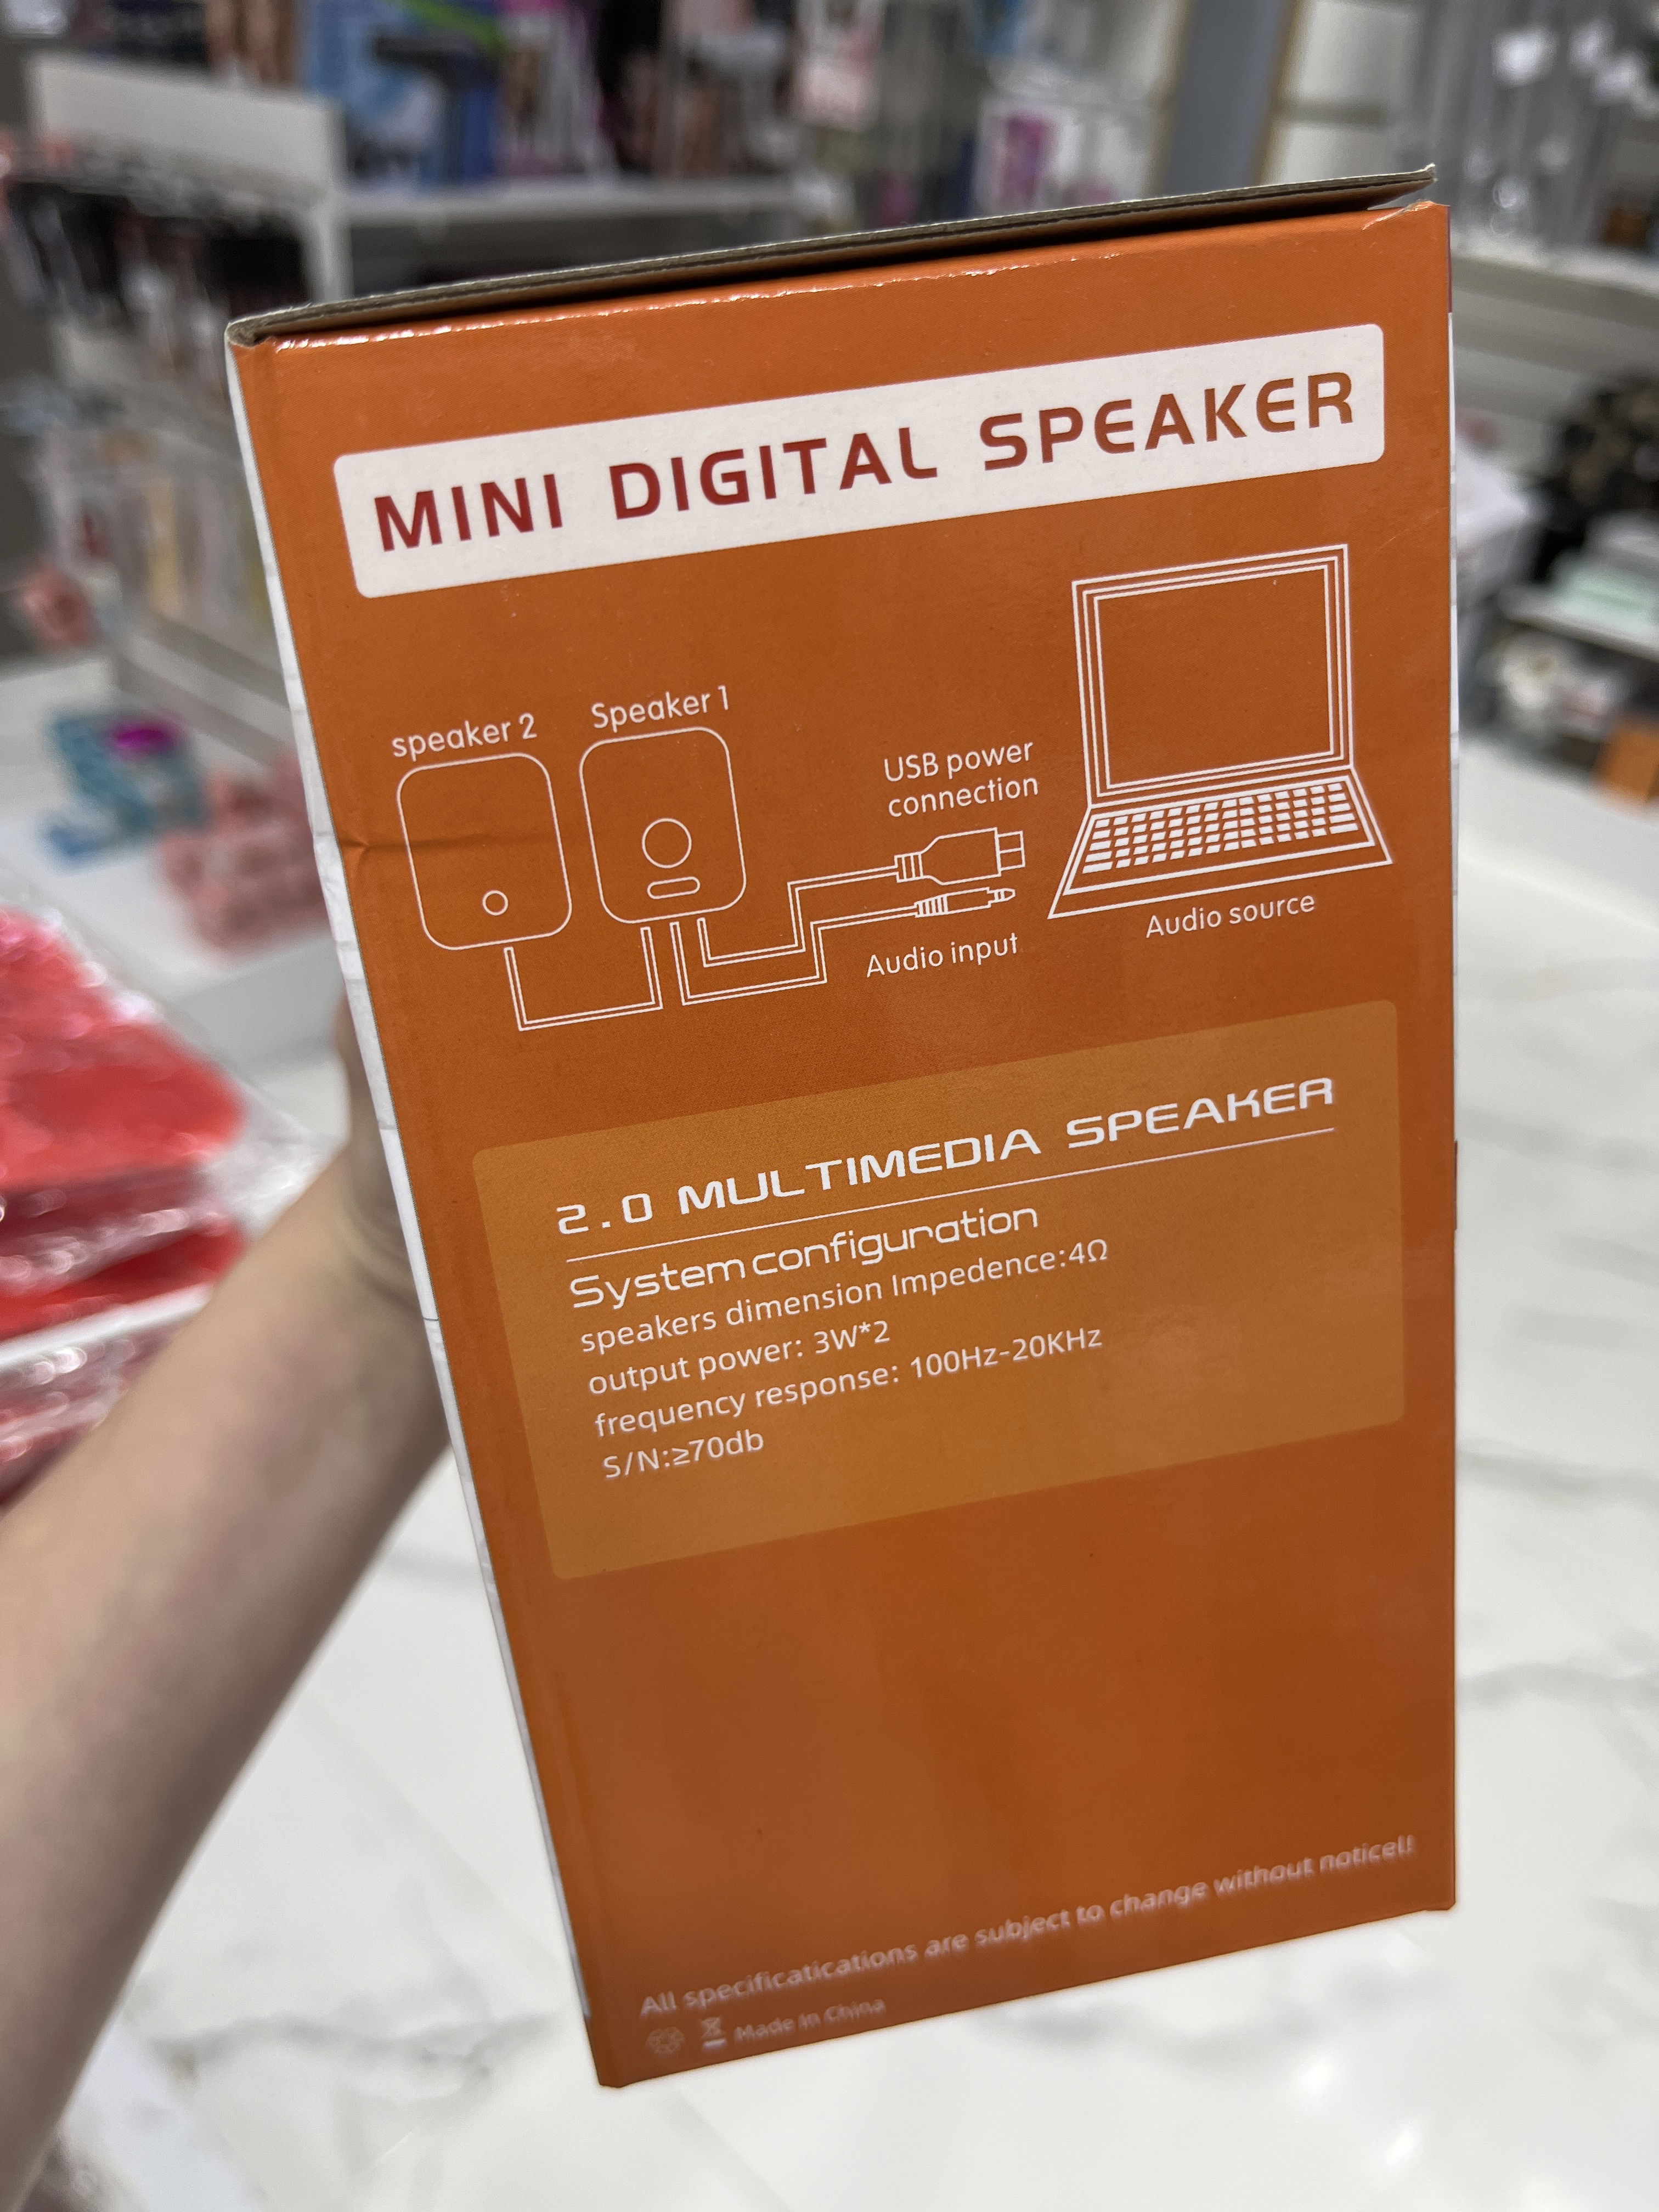 MINI DIGITAL SPEAKER
speaker 2
Speaker 1
USB power
connection
Audio input
Audio source
2.0 MULTIMEDIA SPEAKER
System configuration
speakers dimension Impedence:4Ω
output power: 3W*2
frequency response: 100Hz-20KHz
S/N:≥70db
All specificatications are subject to change without noticel!
Made in China